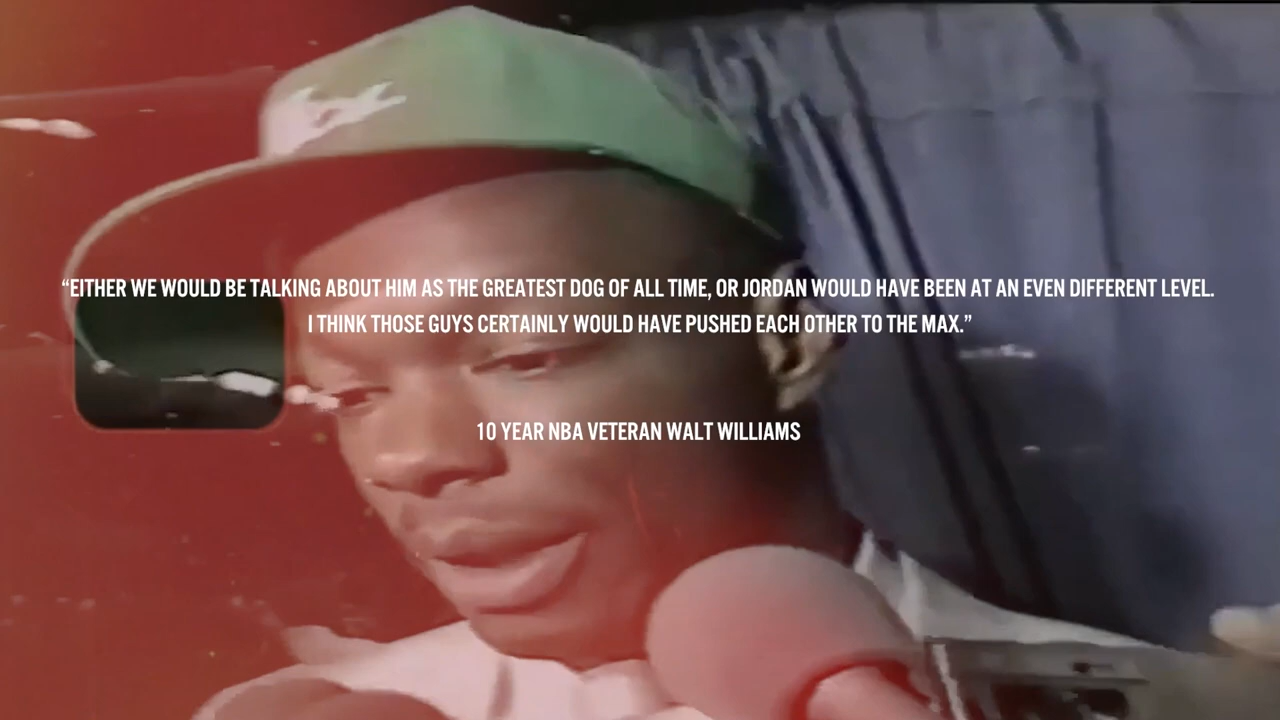 “EITHER WE WOULD BE TALKING ABOUT HIM AS THE GREATEST DOG OF ALL TIME, OR JORDAN WOULD HAVE BEEN AT AN EVEN DIFFERENT LEVEL.
I THINK THOSE GUYS CERTAINLY WOULD HAVE PUSHED EACH OTHER TO THE MAX.”
10 YEAR NBA VETERAN WALT WILLIAMS